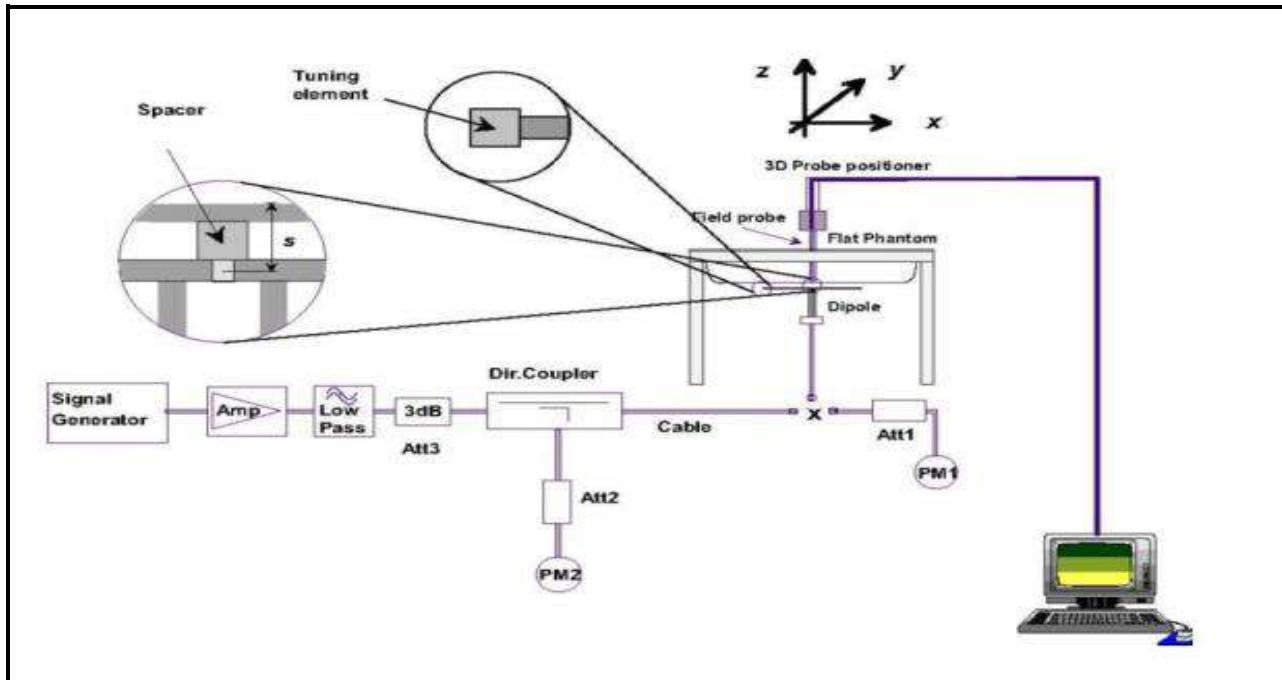 Tuning
element
Spacer
s
z
y
x
3D Probe positioner
Field probe
Flat Phantom
Dipole
Signal
Generator
Amp
Low
Pass
3dB
Att3
Dir.Coupler
Cable
x
Att1
PM1
Att2
PM2